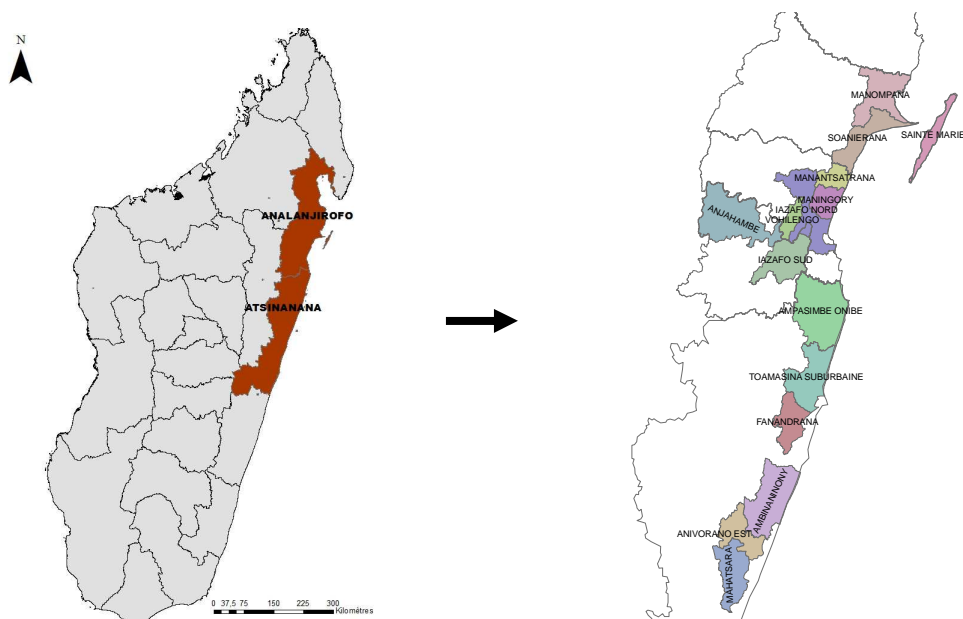 N
ANALANJIROFO
ATSINANANA
0 37,5 75 150 225 300
Kilomètres
MANOMPANA
SOANIERANA
SAINTE MARIE
MANANTSATRANA
MANINGORY
IAZAFO NORD
VOHILENGO
ANJAHAMBE
IAZAFO SUD
AMPASIMBE ONIBE
TOAMASINA SUBURBAINE
FANANDRANA
AMBINANINONY
ANIVORANO EST
MAHATSARA